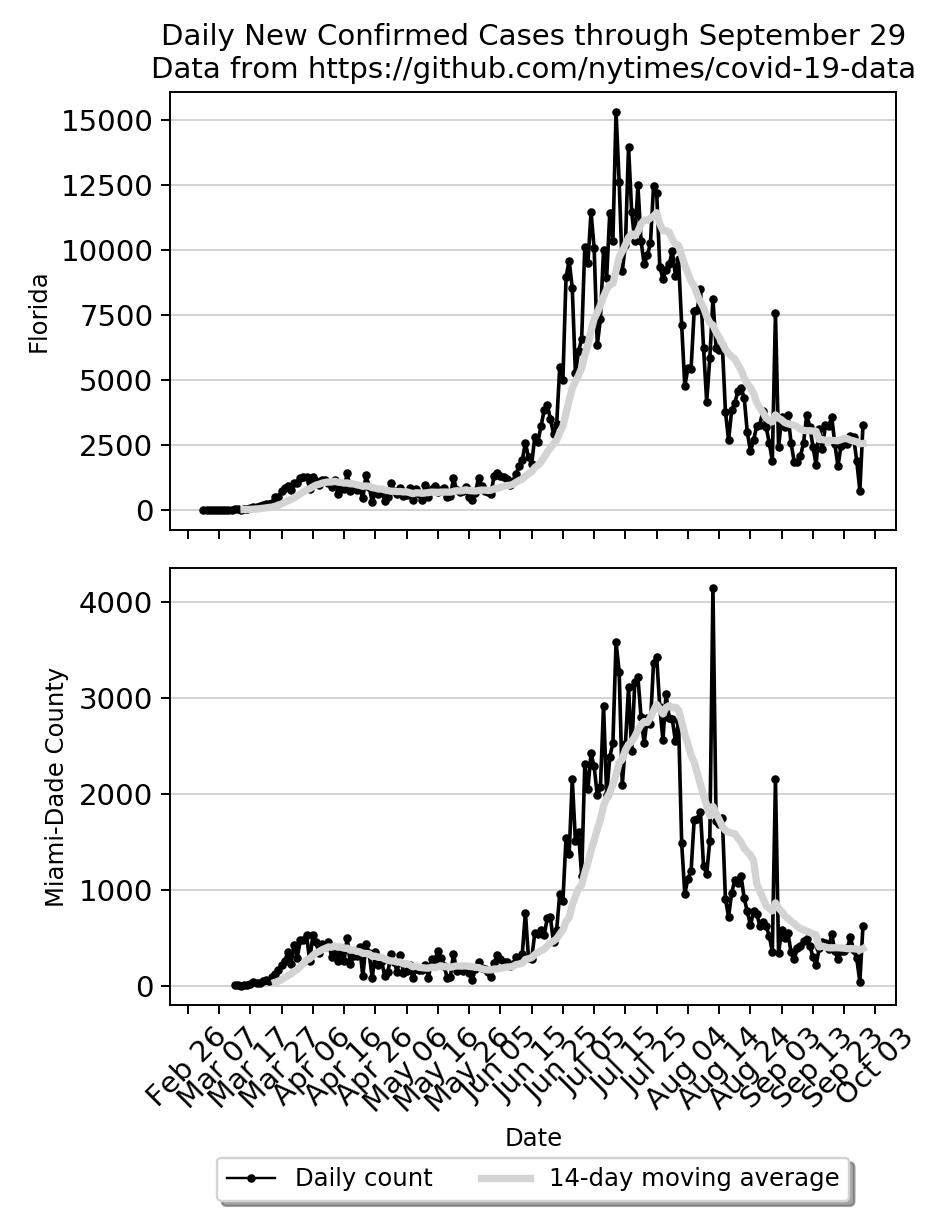 Daily New Confirmed Cases through September 29
Data from https://github.com/nytimes/covid-19-data
15000
12500
10000
7500
5000
2500
0
Florida
4000
3000
2000
1000
0
Miami-Dade County
Feb 26
Mar 07
Mar 17
Mar 27
Apr 06
Apr 16
Apr 26
May 06
May 16
May 26
Jun 05
Jun 15
Jun 25
Jul 05
Jul 15
Jul 25
Aug 04
Aug 14
Aug 24
Sep 03
Sep 13
Sep 23
Oct 03
Date
Daily count
14-day moving average